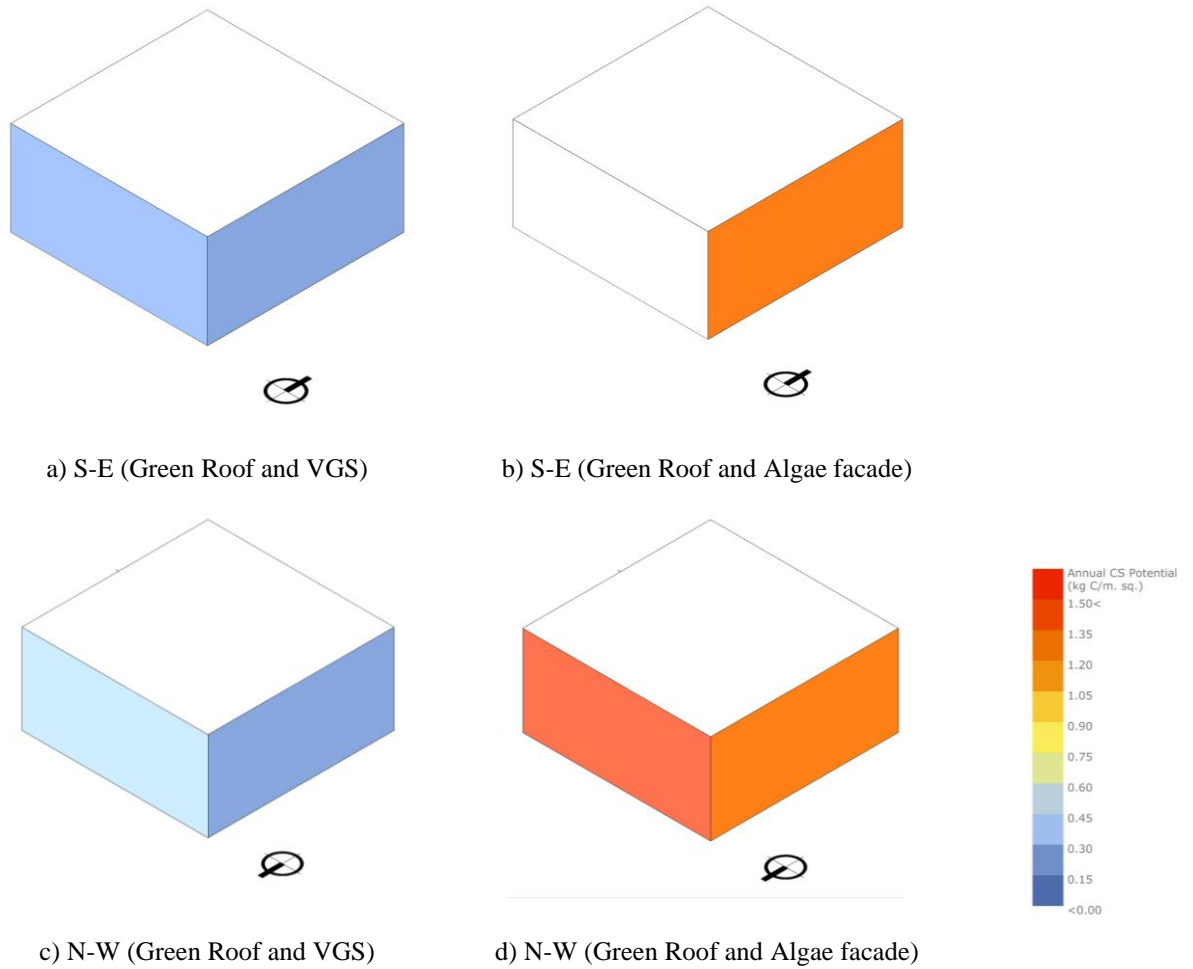 a) S-E (Green Roof and VGS)
b) S-E (Green Roof and Algae facade)
Annual CS Potential
(kg C/m. sq.)
1.50<
1.35
1.20
1.05
0.90
0.75
0.60
0.45
0.30
0.15
<0.00
c) N-W (Green Roof and VGS)
d) N-W (Green Roof and Algae facade)